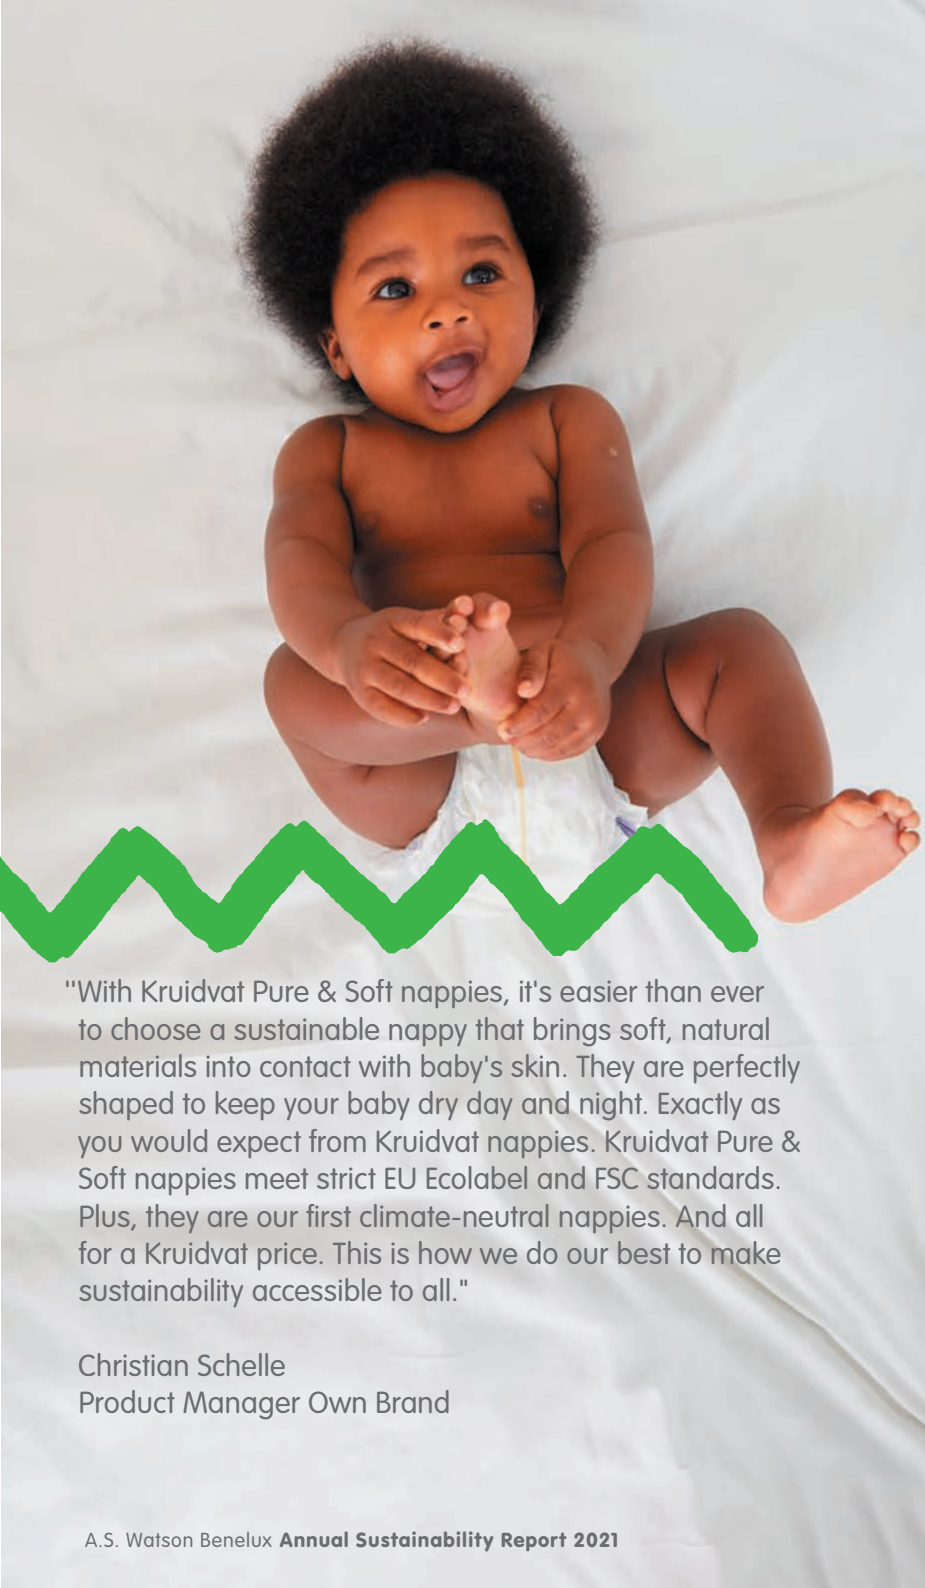 "With Kruidvat Pure & Soft nappies, it's easier than ever
to choose a sustainable nappy that brings soft, natural
materials into contact with baby's skin. They are perfectly
shaped to keep your baby dry day and night. Exactly as
you would expect from Kruidvat nappies. Kruidvat Pure &
Soft nappies meet strict EU Ecolabel and FSC standards.
Plus, they are our first climate-neutral nappies. And all
for a Kruidvat price. This is how we do our best to make
sustainability accessible to all."
Christian Schelle
Product Manager Own Brand
A.S. Watson Benelux Annual Sustainability Report 2021